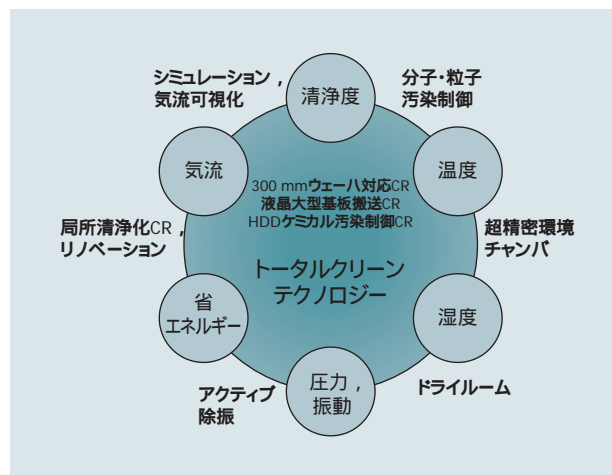 シミュレーション，
気流可視化
清浄度
分子・粒子
汚染制御
気流
温度
300 mmウェーハ対応CR
液晶大型基板搬送CR
HDDケミカル汚染制御CR
局所清浄化CR，
リノベーション
超精密環境
チャンバ
トータルクリーン
テクノロジー
省
エネルギー
湿度
アクティブ
除振
圧力，
振動
ドライルーム